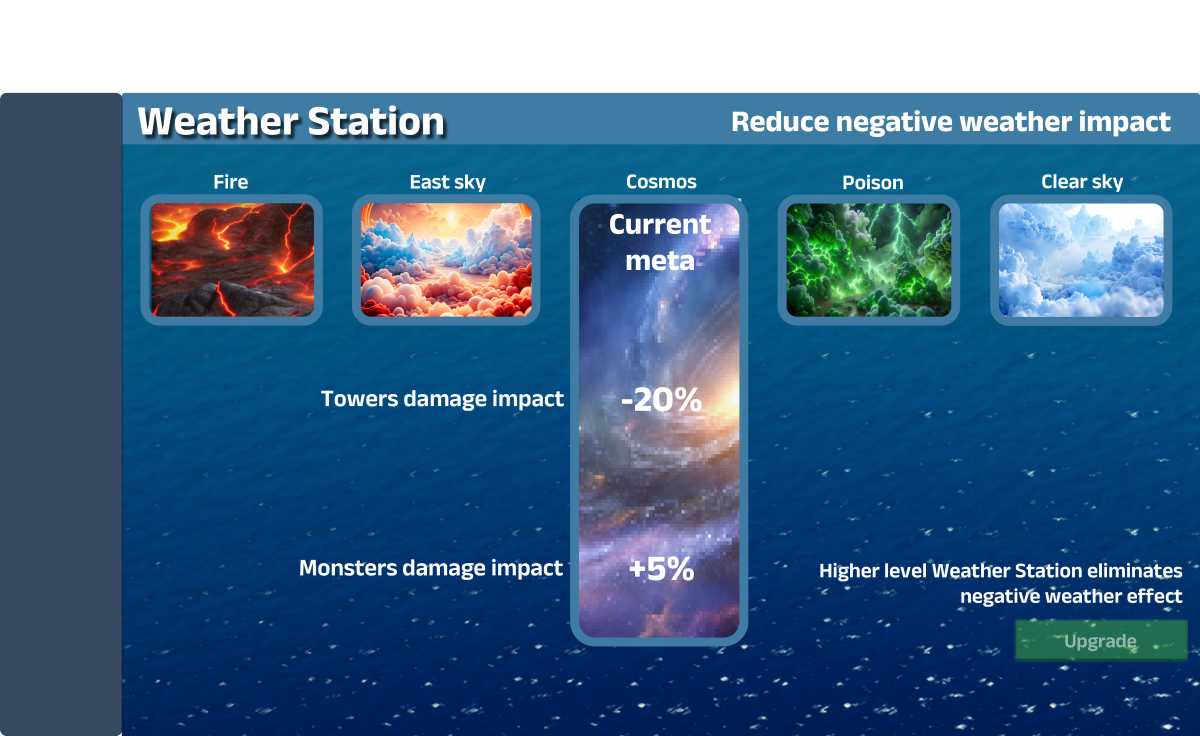 Weather Station
Reduce negative weather impact
Fire
East sky
Cosmos
Poison
Clear sky
Current
meta
Towers damage impact
-20%
Monsters damage impact
+5%
Higher level Weather Station eliminates
negative weather effect
Upgrade